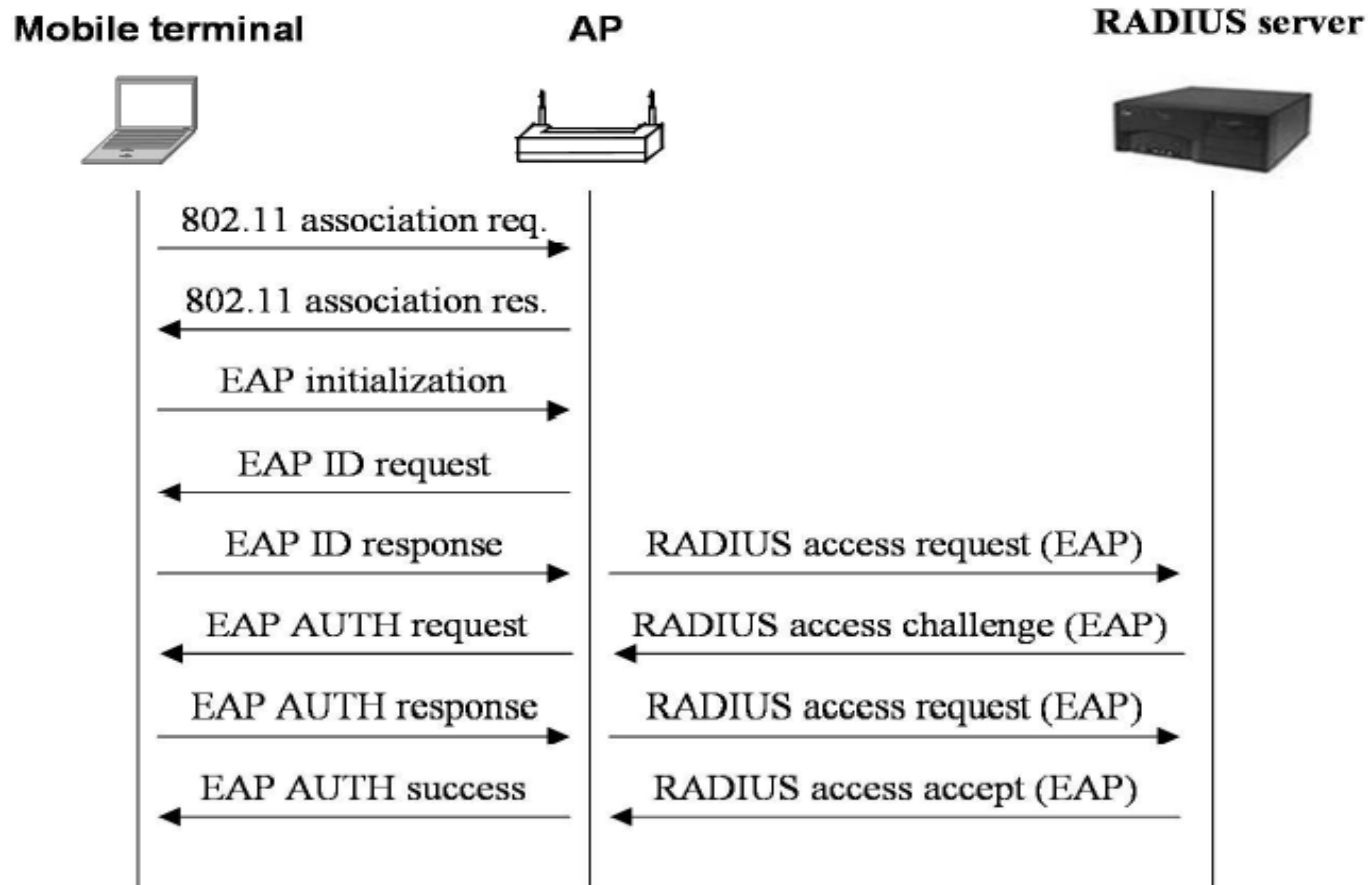 Mobile terminal
AP
RADIUS server
802.11 association req.
802.11 association res.
EAP initialization
EAP ID request
EAP ID response
RADIUS access request (EAP)
EAP AUTH request
RADIUS access challenge (EAP)
EAP AUTH response
RADIUS access request (EAP)
EAP AUTH success
RADIUS access accept (EAP)